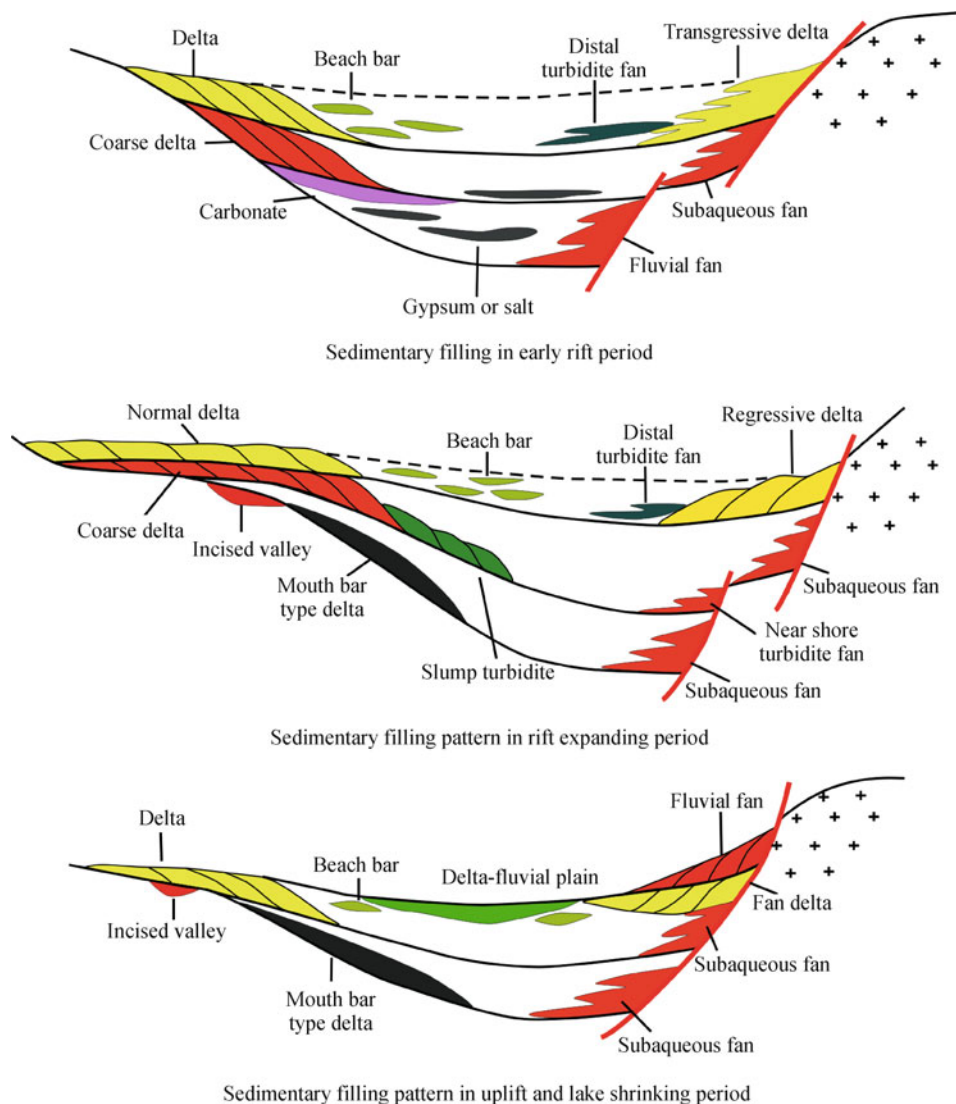 Delta
Beach bar
Distal
turbidite fan
Transgressive delta
Coarse delta
Carbonate
Subaqueous fan
Fluvial fan
Gypsum or salt
Sedimentary filling in early rift period
Normal delta
Beach bar
Distal
turbidite fan
Regressive delta
Coarse delta
Incised valley
Mouth bar
type delta
Slump turbidite
Subaqueous fan
Near shore
turbidite fan
Subaqueous fan
Sedimentary filling pattern in rift expanding period
Delta
Beach bar
Delta-fluvial plain
Fluvial fan
Incised valley
Fan delta
Mouth bar
type delta
Subaqueous fan
Subaqueous fan
Sedimentary filling pattern in uplift and lake shrinking period